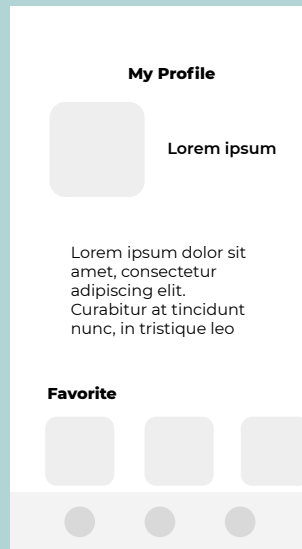 My Profile
Lorem ipsum
Lorem ipsum dolor sit
amet, consectetur
adipiscing elit.
Curabitur at tincidunt
nunc, in tristique leo
Favorite